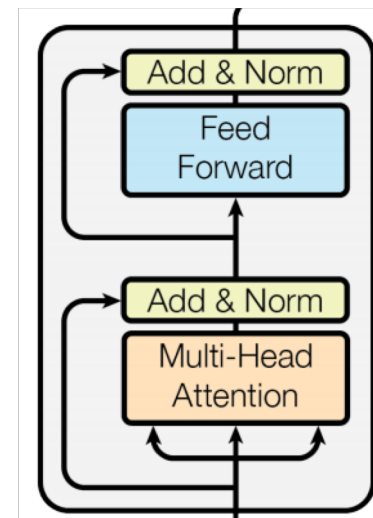 Add & Norm
Feed
Forward
Add & Norm
Multi-Head
Attention